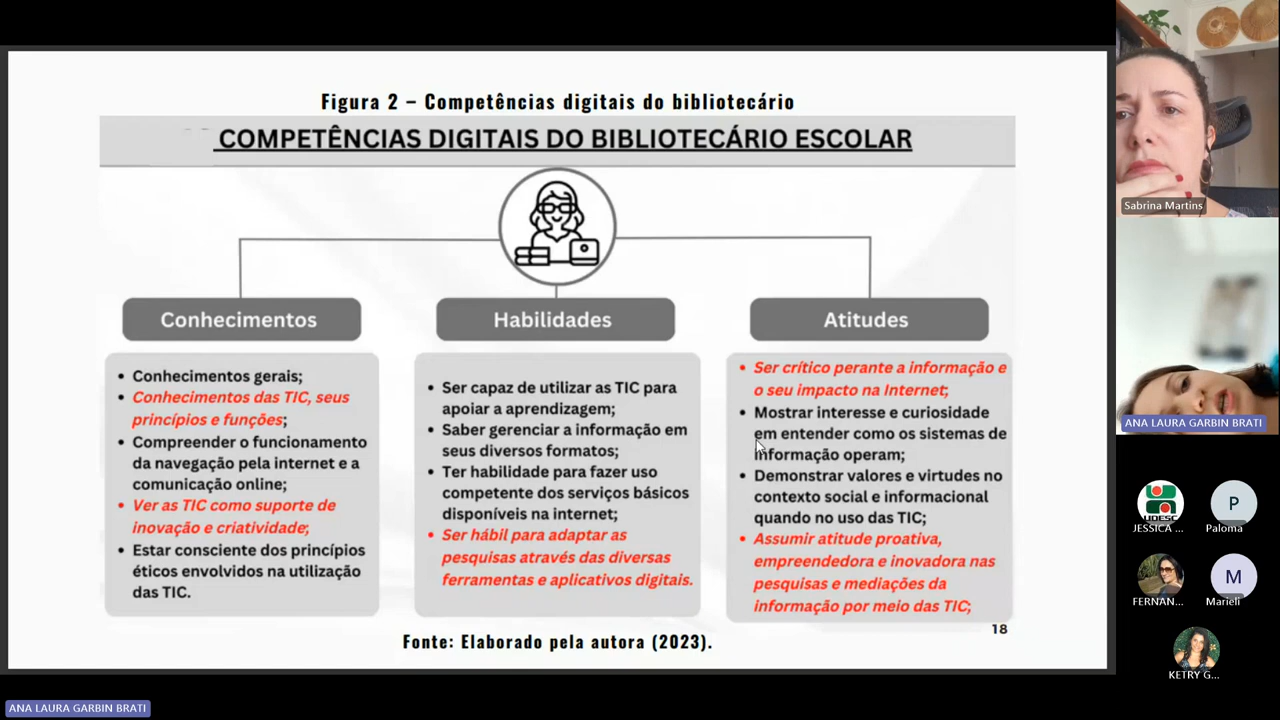 Figura 2 – Competências digitais do bibliotecário
COMPETÊNCIAS DIGITAIS DO BIBLIOTECÁRIO ESCOLAR
Conhecimentos
• Conhecimentos gerais;
• Conhecimentos das TIC, seus
princípios e funções;
• Compreender o funcionamento
da navegação pela internet e a
comunicação online;
• Ver as TIC como suporte de
inovação e criatividade;
• Estar consciente dos princípios
éticos envolvidos na utilização
das TIC.
Habilidades
• Ser capaz de utilizar as TIC para
apoiar a aprendizagem;
• Saber gerenciar a informação em
seus diversos formatos;
• Ter habilidade para fazer uso
competente dos serviços básicos
disponíveis na internet;
• Ser hábil para adaptar as
pesquisas através das diversas
ferramentas e aplicativos digitais.
Atitudes
• Ser crítico perante a informação e
o seu impacto na Internet;
• Mostrar interesse e curiosidade
em entender como os sistemas de
informação operam;
• Demonstrar valores e virtudes no
contexto social e informacional
quando no uso das TIC;
• Assumir atitude proativa,
empreendedora e inovadora nas
pesquisas e mediações da
informação por meio das TIC;
18
Fonte: Elaborado pela autora (2023).
Sabrina Martins
ANA LAURA GARBIN BRATI
UDESC
JESSICA ...
P
Paloma
FERNAN...
M
Marieli
KETRY G...
ANA LAURA GARBIN BRATI